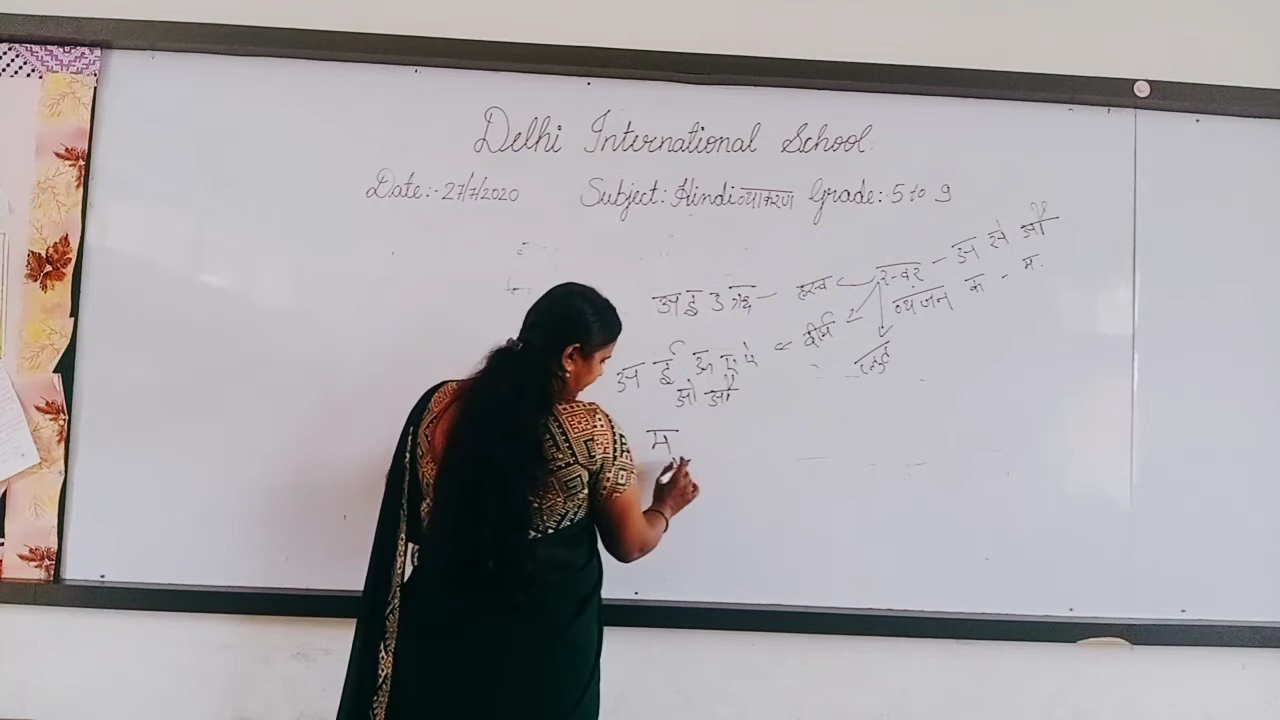 Delhi International School.
Date:- 27/7/2020 Subject: Hindi व्याकरण Grade:- 5 to 9
अ इ उ ऋ - ह्रस्व स्वर - अ से औ
व्यंजन क - म.
अ ई ऊ ए ऐ = दीर्घ
ओ औ
म